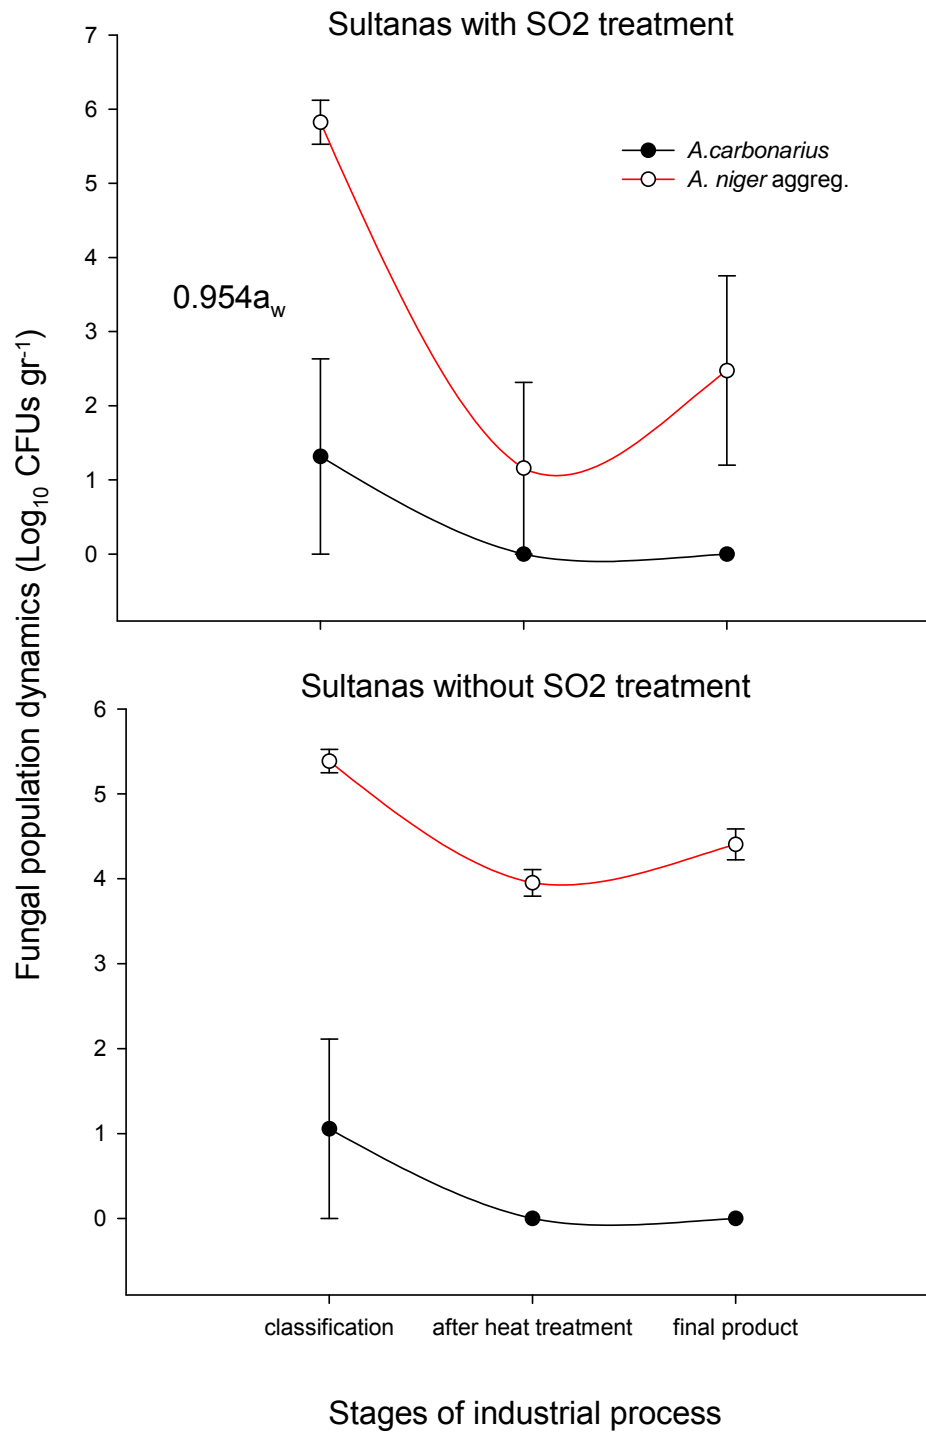 Sultanas with SO2 treatment
7
6
5
4
3
2
1
0
A.carbonarius
A. niger aggreg.
0.954a_w
Fungal population dynamics (Log₁₀ CFUs gr⁻¹)
Sultanas without SO2 treatment
6
5
4
3
2
1
0
classification after heat treatment final product
Stages of industrial process